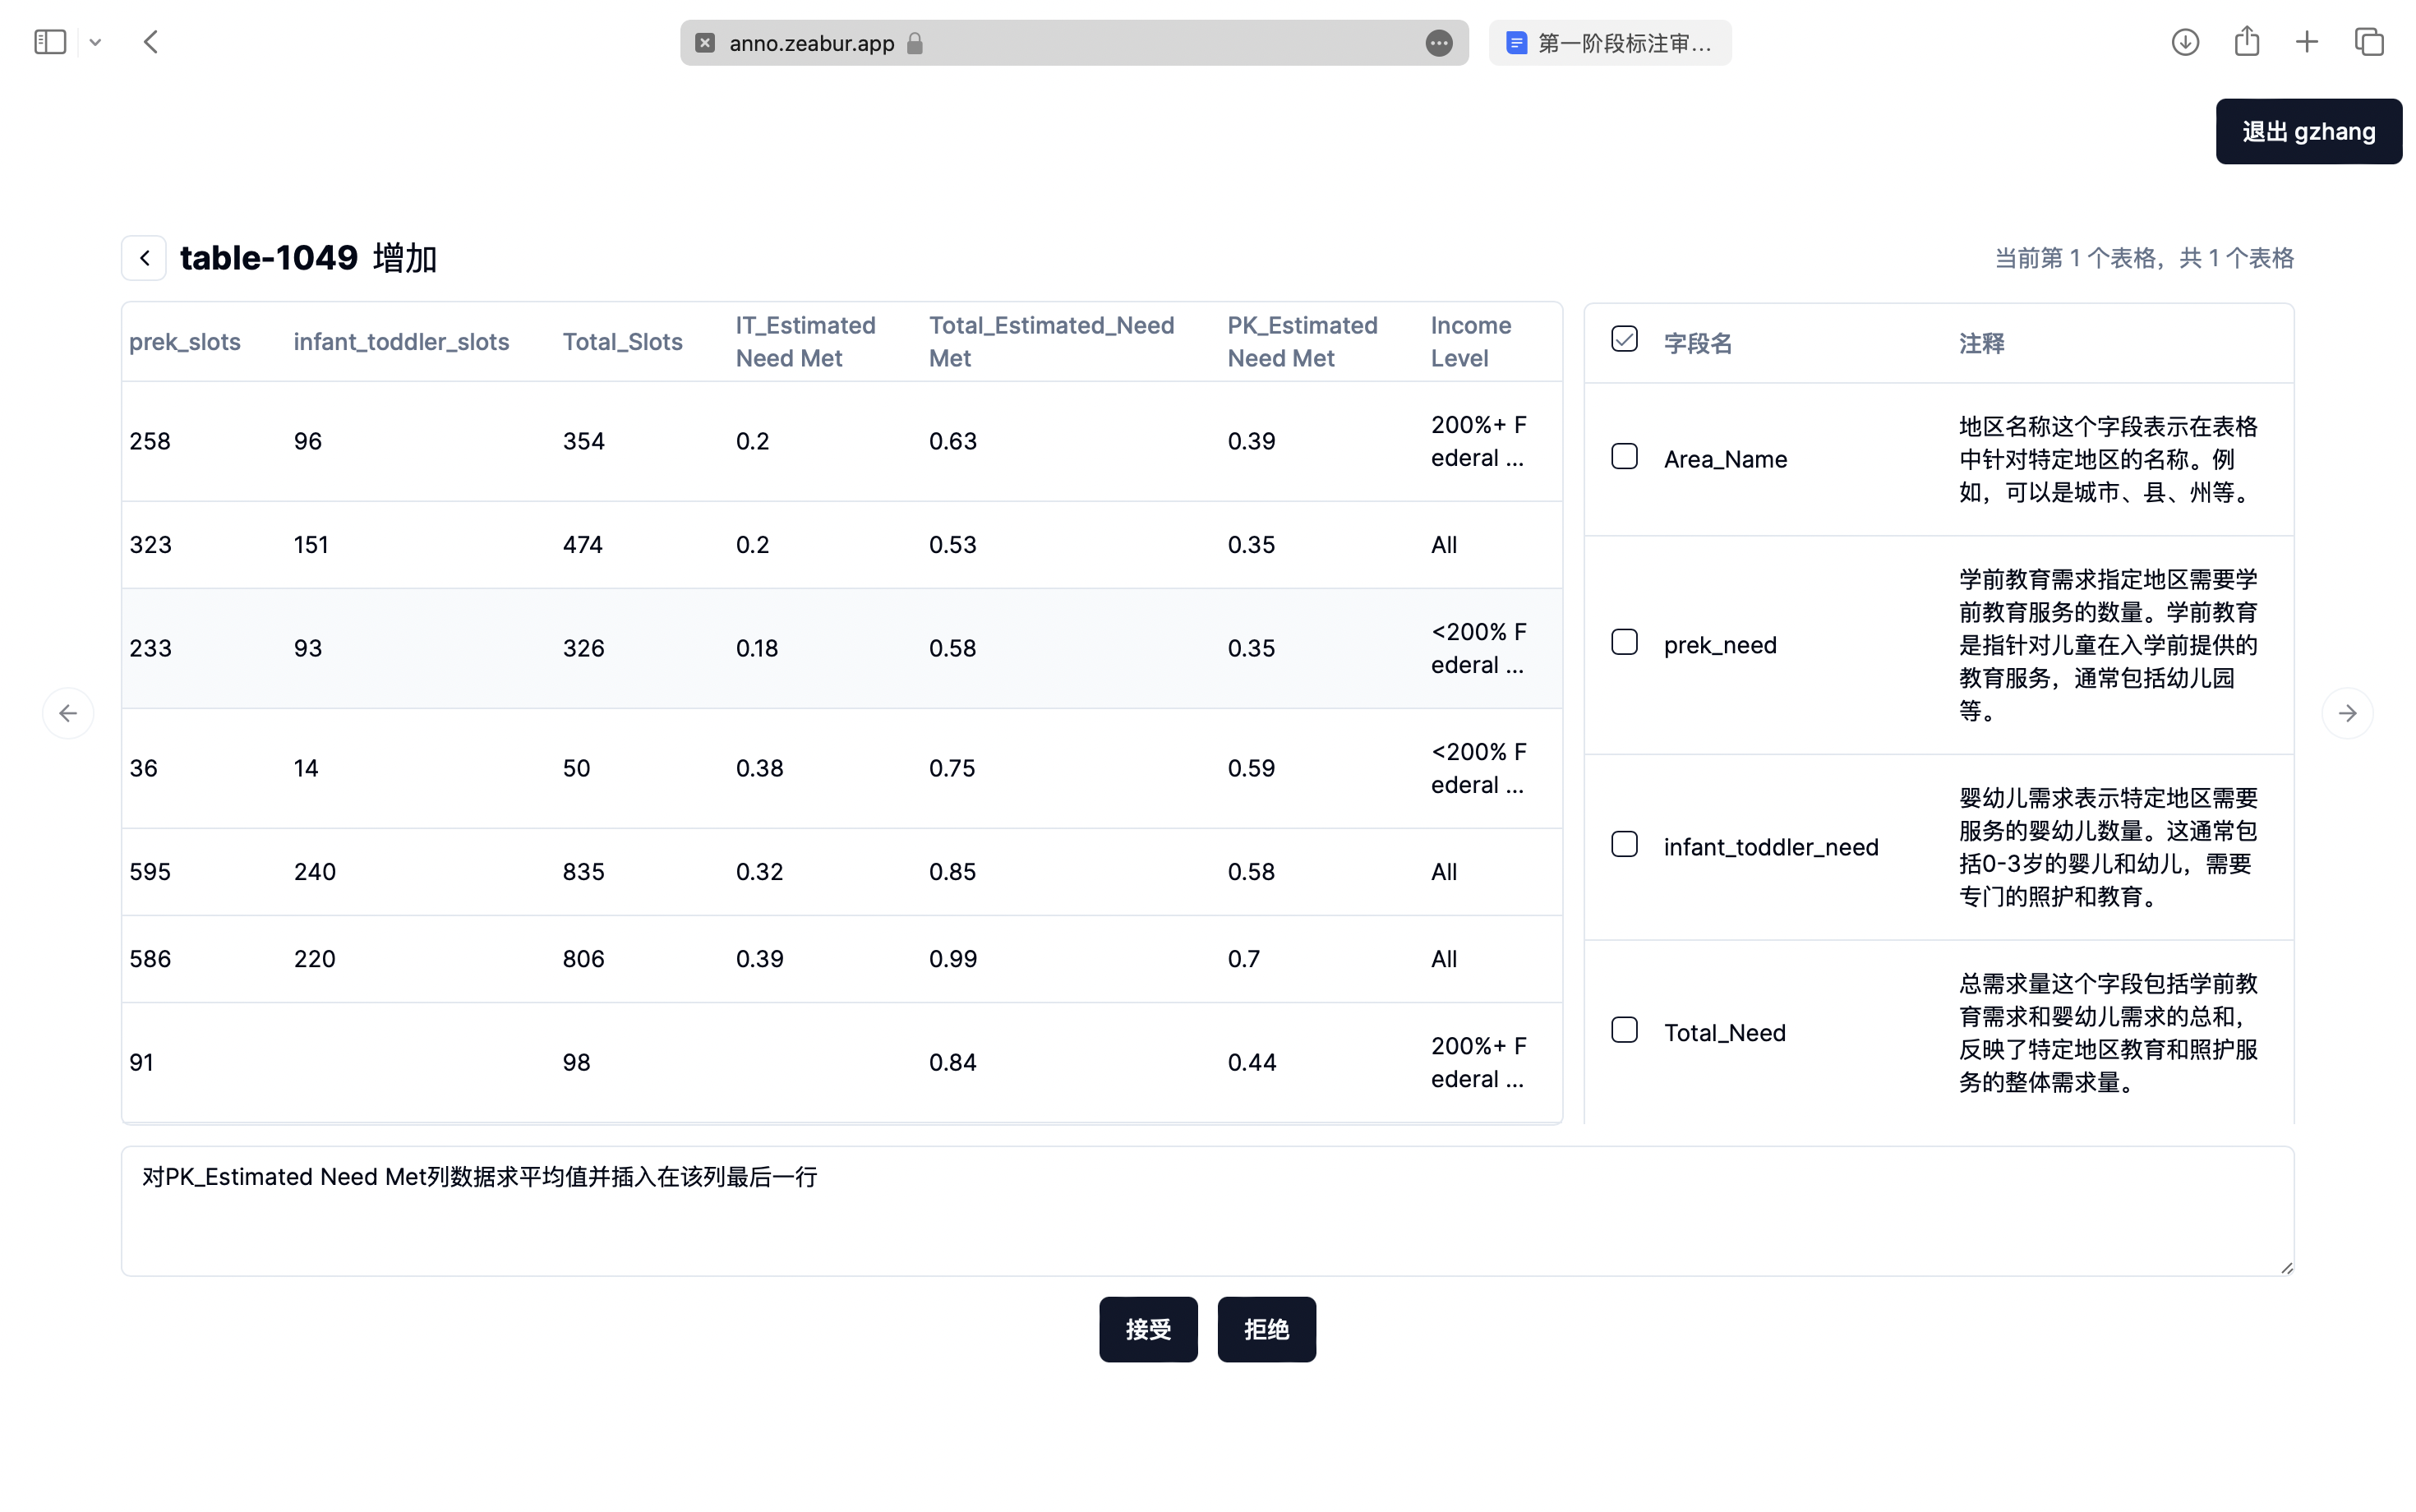 anno.zeabur.app
第一阶段标注审...
退出 gzhang
table-1049 增加
当前第 1 个表格，共 1 个表格
prek_slots infant_toddler_slots Total_Slots IT_Estimated Need Met Total_Estimated_Need Met PK_Estimated Need Met Income Level
258 96 354 0.2 0.63 0.39 200%+ Federal ...
323 151 474 0.2 0.53 0.35 All
233 93 326 0.18 0.58 0.35 <200% Federal ...
36 14 50 0.38 0.75 0.59 <200% Federal ...
595 240 835 0.32 0.85 0.58 All
586 220 806 0.39 0.99 0.7 All
91 98 0.84 0.44 200%+ Federal ...
字段名 注释
Area_Name
地区名称这个字段表示在表格
中针对特定地区的名称。例
如，可以是城市、县、州等。
prek_need
学前教育需求指定地区需要学
前教育服务的数量。学前教育
是指针对儿童在入学前提供的
教育服务，通常包括幼儿园
等。
infant_toddler_need
婴幼儿需求表示特定地区需要
服务的婴幼儿数量。这通常包
括0-3岁的婴儿和幼儿，需要
专门的照护和教育。
Total_Need
总需求量这个字段包括学前教
育需求和婴幼儿需求的总和，
反映了特定地区教育和照护服
务的整体需求量。
对PK_Estimated Need Met列数据求平均值并插入在该列最后一行
接受 拒绝